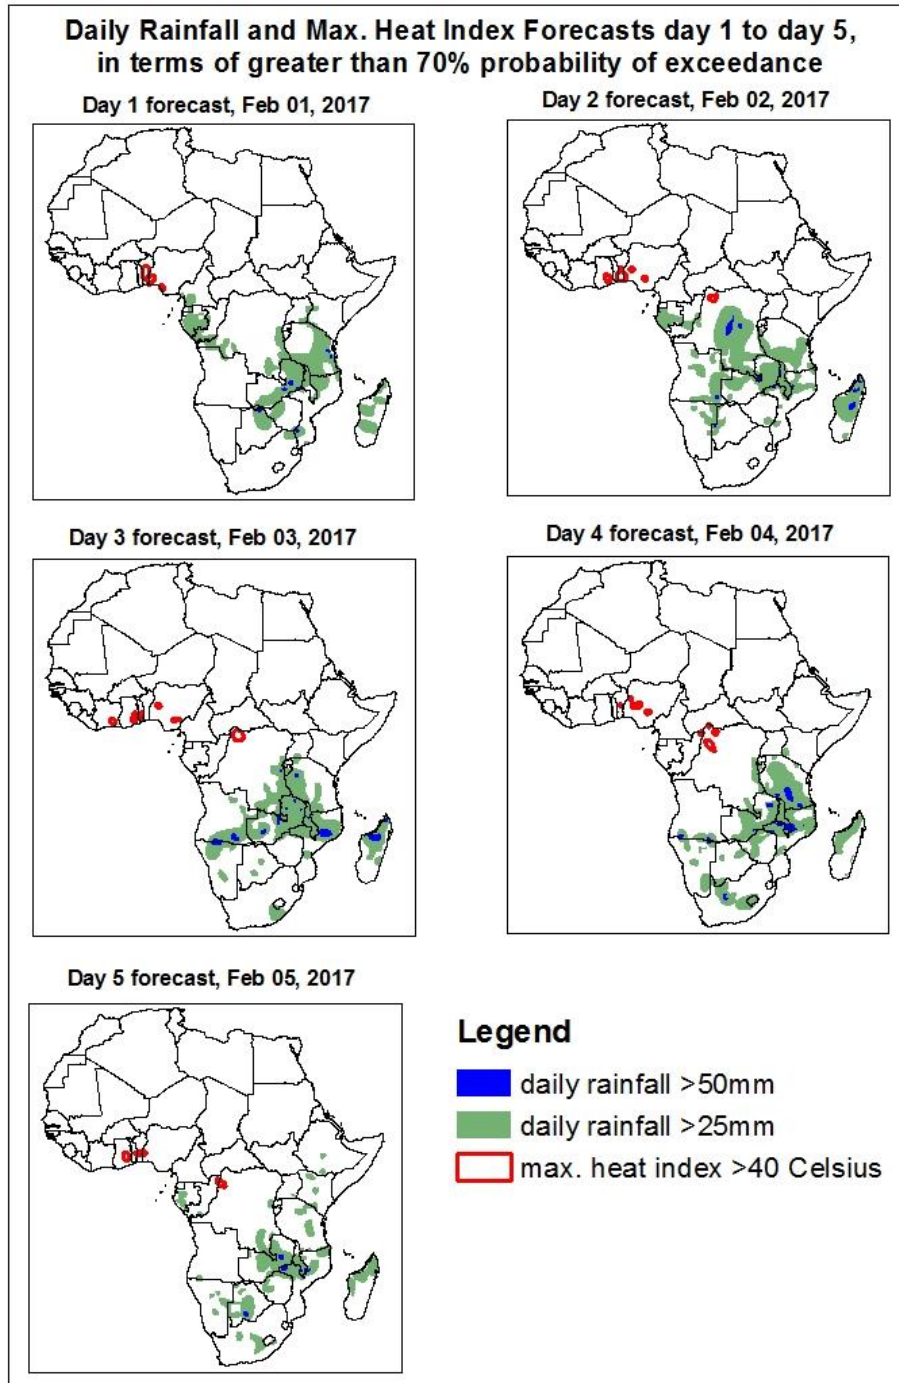 Daily Rainfall and Max. Heat Index Forecasts day 1 to day 5,
in terms of greater than 70% probability of exceedance
Day 1 forecast, Feb 01, 2017
Day 2 forecast, Feb 02, 2017
Day 3 forecast, Feb 03, 2017
Day 4 forecast, Feb 04, 2017
Day 5 forecast, Feb 05, 2017
Legend
daily rainfall >50mm
daily rainfall >25mm
max. heat index >40 Celsius